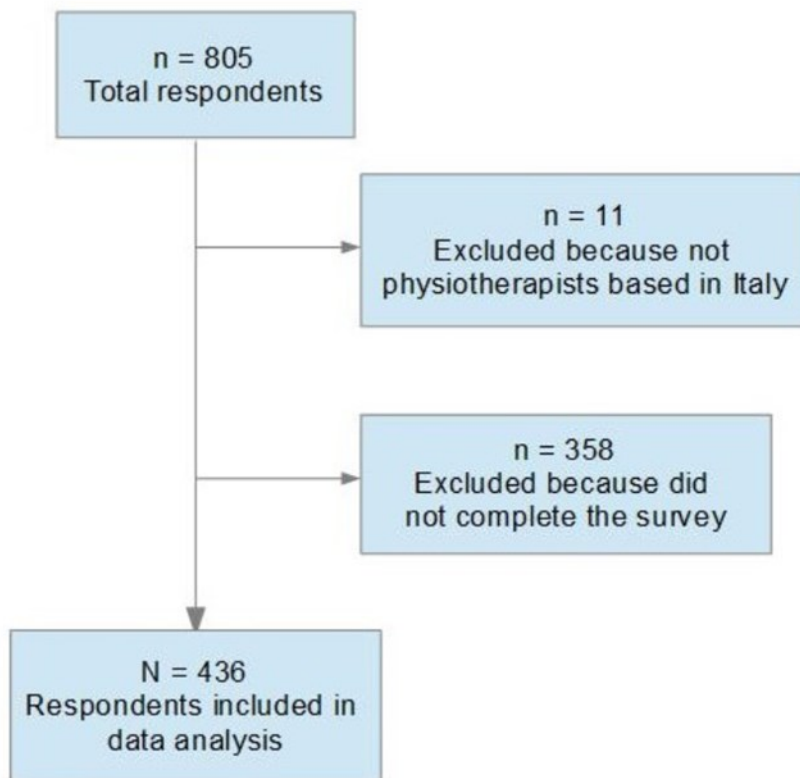 n = 805
Total respondents
n = 11
Excluded because not
physiotherapists based in Italy
n = 358
Excluded because did
not complete the survey
N = 436
Respondents included in
data analysis